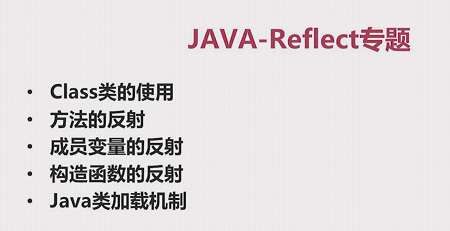 JAVA-Reflect专题
• Class类的使用
• 方法的反射
• 成员变量的反射
• 构造函数的反射
• Java类加载机制